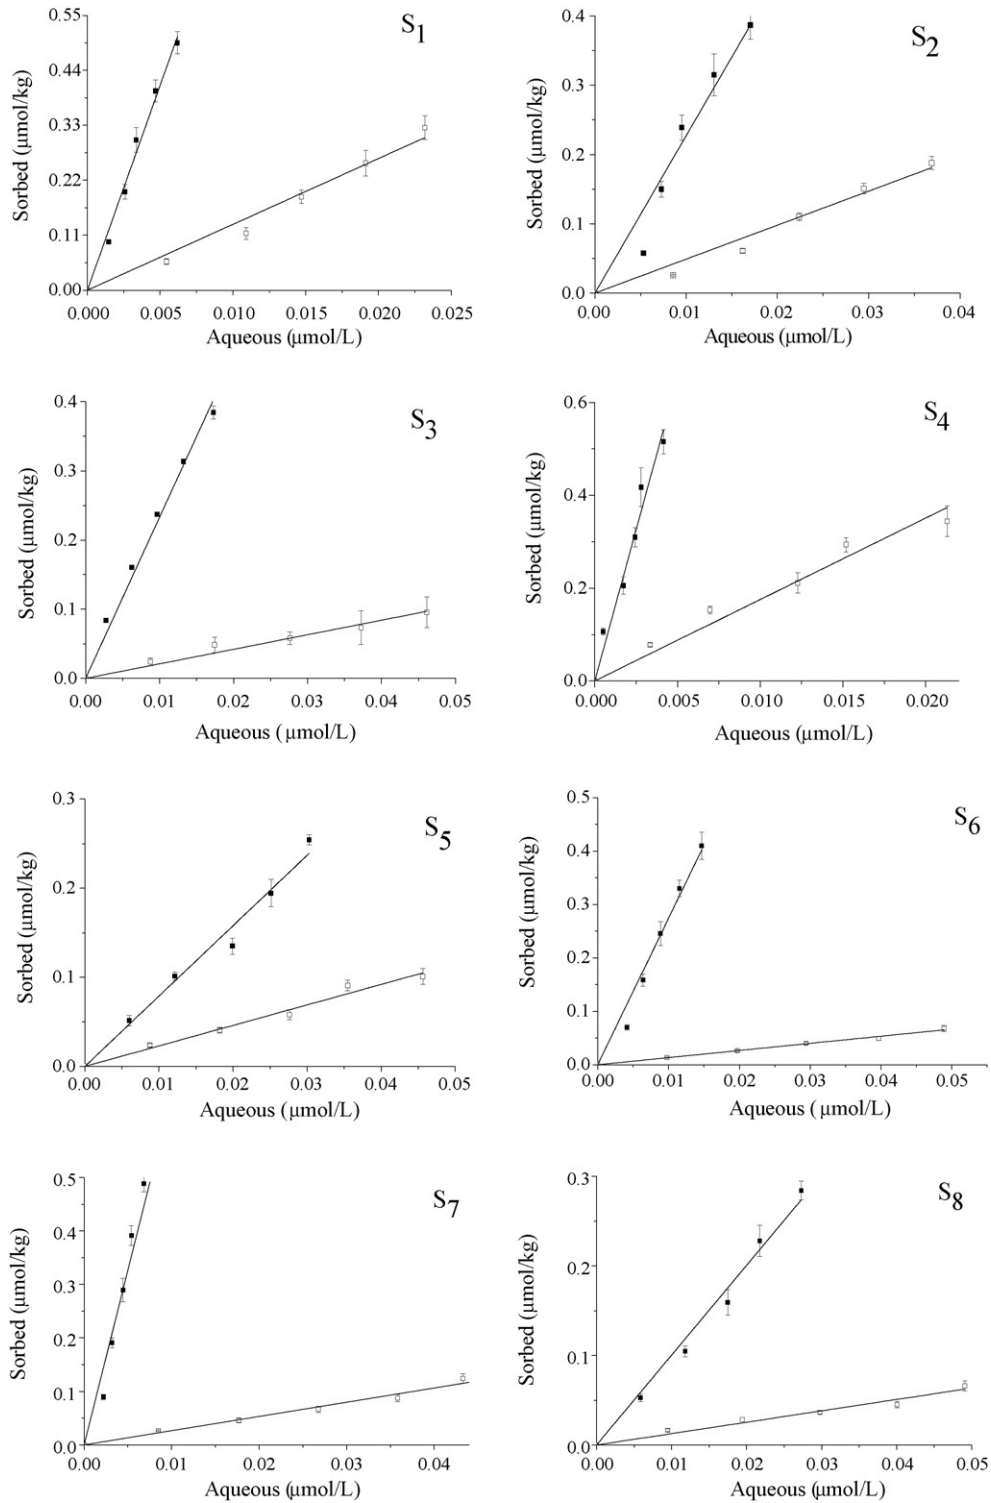 S1
Sorbed (μmol/kg)
0.55
0.44
0.33
0.22
0.11
0.00
0.000 0.005 0.010 0.015 0.020 0.025
Aqueous (μmol/L)
S2
Sorbed (μmol/kg)
0.4
0.3
0.2
0.1
0.0
0.00 0.01 0.02 0.03 0.04
Aqueous (μmol/L)
S3
Sorbed (μmol/kg)
0.4
0.3
0.2
0.1
0.0
0.00 0.01 0.02 0.03 0.04 0.05
Aqueous ( μmol/L)
S4
Sorbed (μmol/kg)
0.6
0.4
0.2
0.0
0.000 0.005 0.010 0.015 0.020
Aqueous (μmol/L)
S5
Sorbed (μmol/kg)
0.3
0.2
0.1
0.0
0.00 0.01 0.02 0.03 0.04 0.05
Aqueous (μmol/L)
S6
Sorbed (μmol/kg)
0.5
0.4
0.3
0.2
0.1
0.0
0.00 0.01 0.02 0.03 0.04 0.05
Aqueous ( μmol/L)
S7
Sorbed (μmol/kg)
0.5
0.4
0.3
0.2
0.1
0.0
0.00 0.01 0.02 0.03 0.04
Aqueous (μmol/L)
S8
Sorbed (μmol/kg)
0.3
0.2
0.1
0.0
0.00 0.01 0.02 0.03 0.04 0.05
Aqueous (μmol/L)